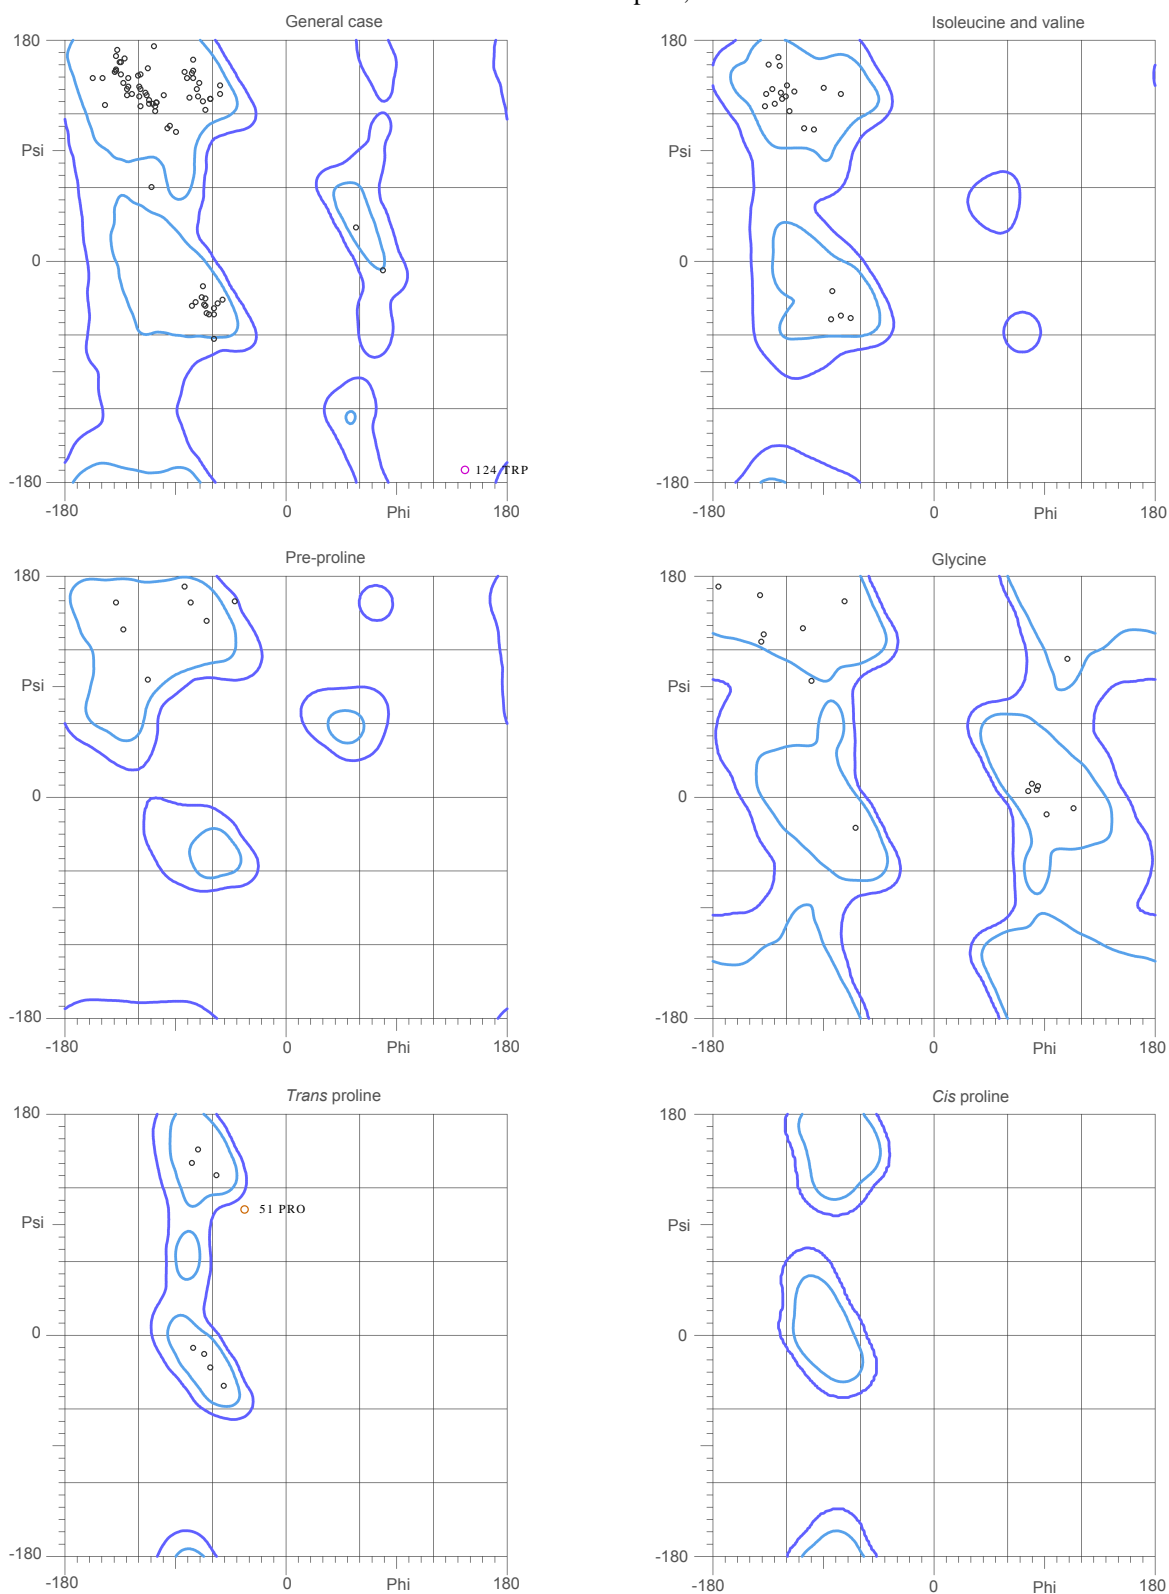 General case
Isoleucine and valine
180
Psi
0
-180
124 TRP
-180
0
Phi
180
180
Psi
0
-180
-180
0
Phi
180
Pre-proline
Glycine
180
Psi
0
-180
-180
0
Phi
180
180
Psi
0
-180
-180
0
Phi
180
Trans proline
Cis proline
180
Psi
51 PRO
0
-180
-180
0
Phi
180
180
Psi
0
-180
-180
0
Phi
180